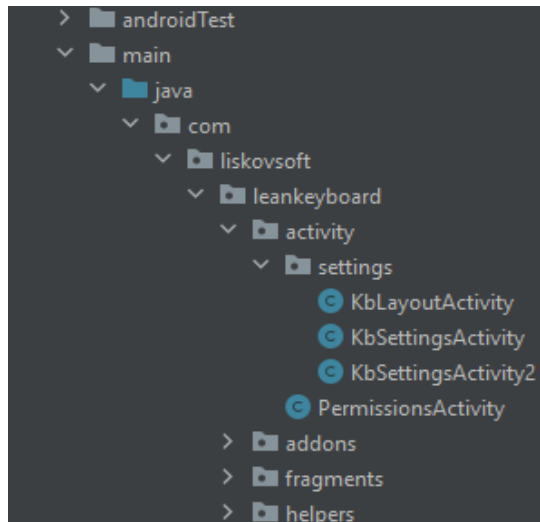 androidTest
main
java
com
liskovsoft
leankeyboard
activity
settings
KbLayoutActivity
KbSettingsActivity
KbSettingsActivity2
PermissionsActivity
addons
fragments
helpers